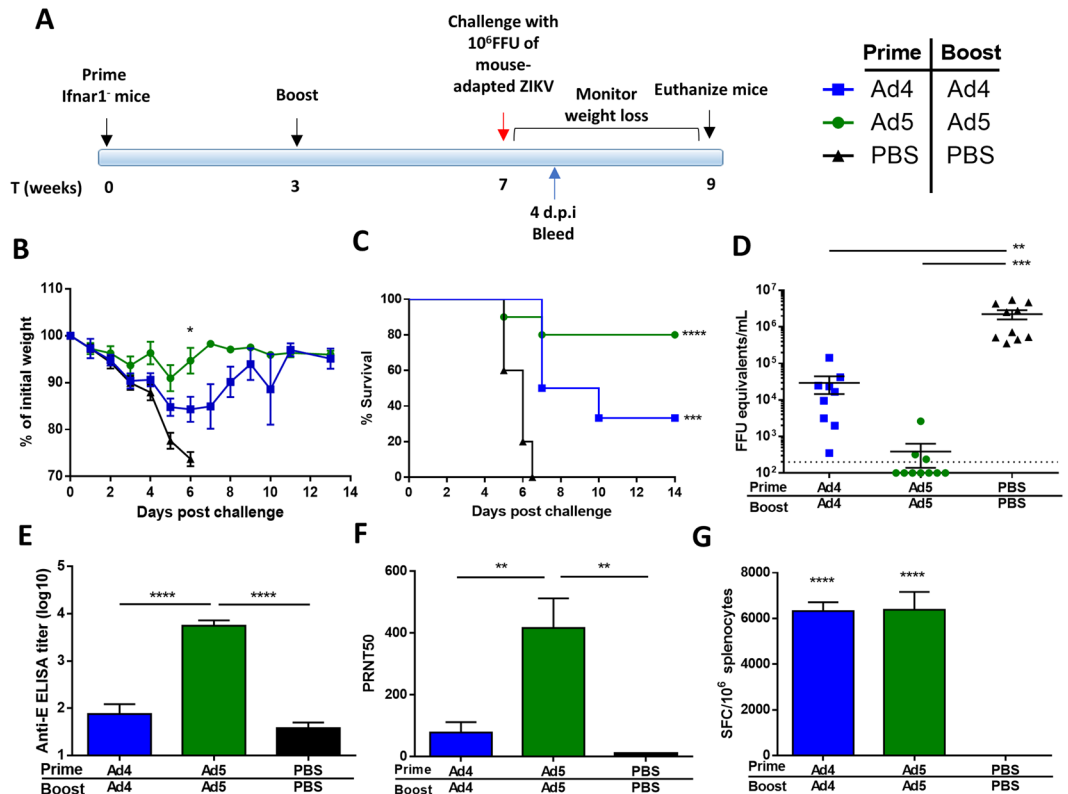 A
Prime
Ifnar1⁻ mice
Boost
Challenge with
10⁶FFU of
mouse-
adapted ZIKV
Monitor
weight loss
Euthanize mice
T (weeks)
0
3
7
9
4 d.p.i
Bleed
Prime Boost
Ad4 Ad4
Ad5 Ad5
PBS PBS
B
% of initial weight
110
100
90
80
70
*
0 2 4 6 8 10 12 14
Days post challenge
C
% Survival
100
80
60
40
20
0
****
***
0 5 10 14
Days post challenge
D
**
***
FFU equivalents/mL
10⁷
10⁶
10⁵
10⁴
10³
10²
Prime Ad4 Ad5 PBS
Boost Ad4 Ad5 PBS
E
Anti-E ELISA titer (log10)
5
4
3
2
1
**** ****
Prime Ad4 Ad5 PBS
Boost Ad4 Ad5 PBS
F
PRNT50
600
400
200
0
** **
Prime Ad4 Ad5 PBS
Boost Ad4 Ad5 PBS
G
SFC/10⁶ splenocytes
8000
6000
4000
2000
0
**** ****
Prime Ad4 Ad5 PBS
Boost Ad4 Ad5 PBS